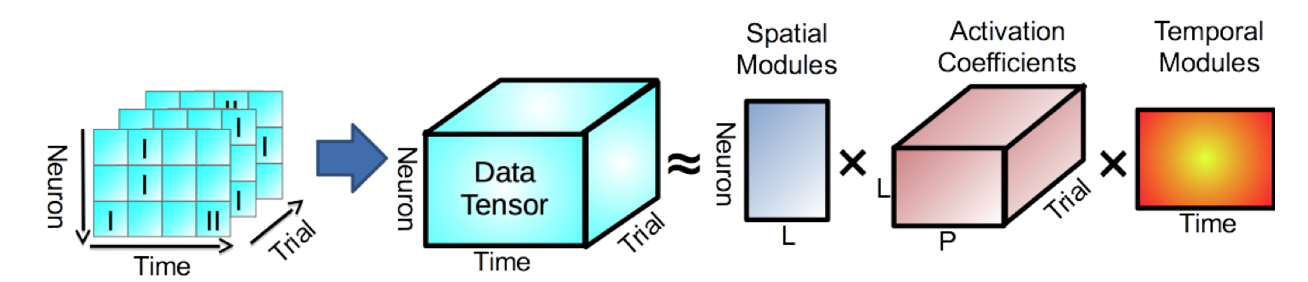 Neuron
I
I
I
II
II
I
I
I
Time
Trial
Neuron
Data
Tensor
Time
Trial
≈
Spatial
Modules
Neuron
L
×
Activation
Coefficients
L
P
Trial
×
Temporal
Modules
Time